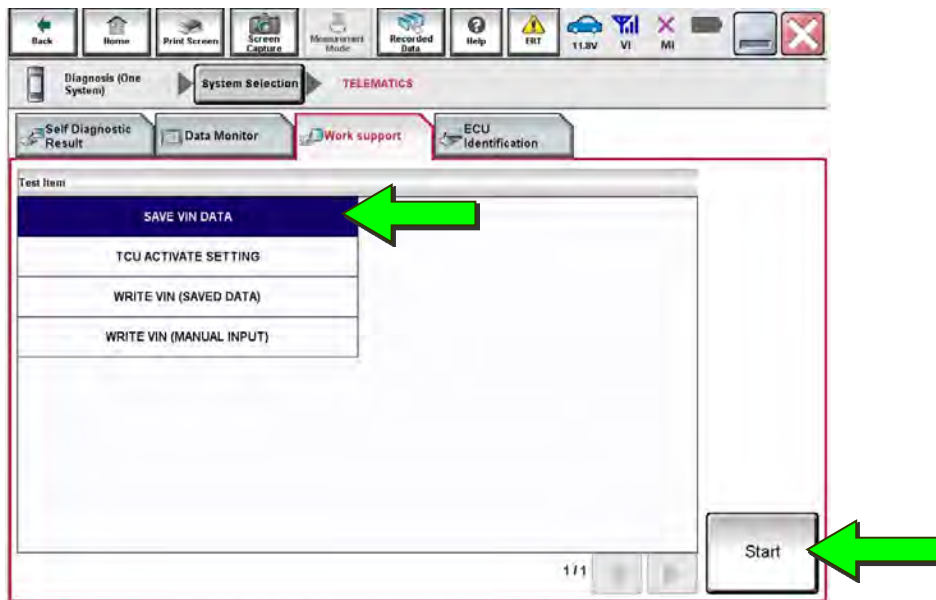 Back
Home
Print Screen
Screen
Capture
Measurement
Mode
Recorded
Data
Help
ERT
11.8V
VI
MI
Diagnosis (One
System)
System Selection
TELEMATICS
Self Diagnostic
Result
Data Monitor
Work support
ECU
Identification
Test Item
SAVE VIN DATA
TCU ACTIVATE SETTING
WRITE VIN (SAVED DATA)
WRITE VIN (MANUAL INPUT)
1/1
Start